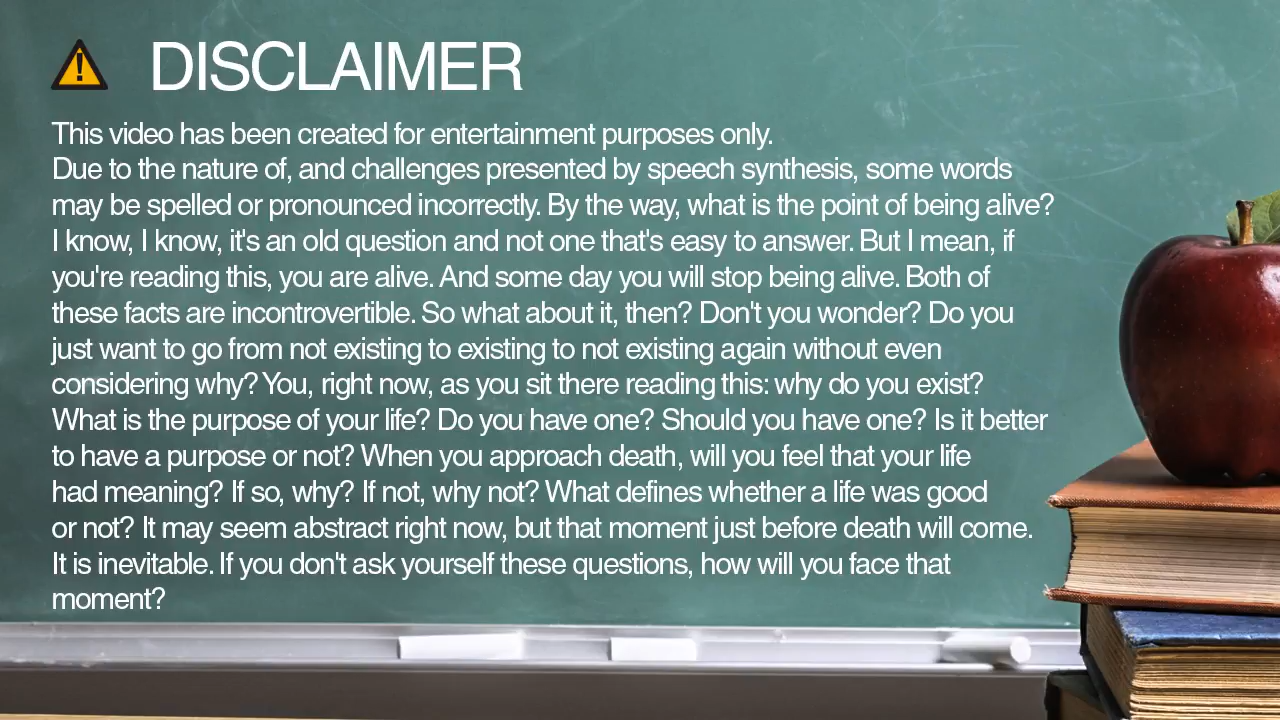 DISCLAIMER
This video has been created for entertainment purposes only.
Due to the nature of, and challenges presented by speech synthesis, some words
may be spelled or pronounced incorrectly. By the way, what is the point of being alive?
I know, I know, it's an old question and not one that's easy to answer. But I mean, if
you're reading this, you are alive. And some day you will stop being alive. Both of
these facts are incontrovertible. So what about it, then? Don't you wonder? Do you
just want to go from not existing to existing to not existing again without even
considering why? You, right now, as you sit there reading this: why do you exist?
What is the purpose of your life? Do you have one? Should you have one? Is it better
to have a purpose or not? When you approach death, will you feel that your life
had meaning? If so, why? If not, why not? What defines whether a life was good
or not? It may seem abstract right now, but that moment just before death will come.
It is inevitable. If you don't ask yourself these questions, how will you face that
moment?